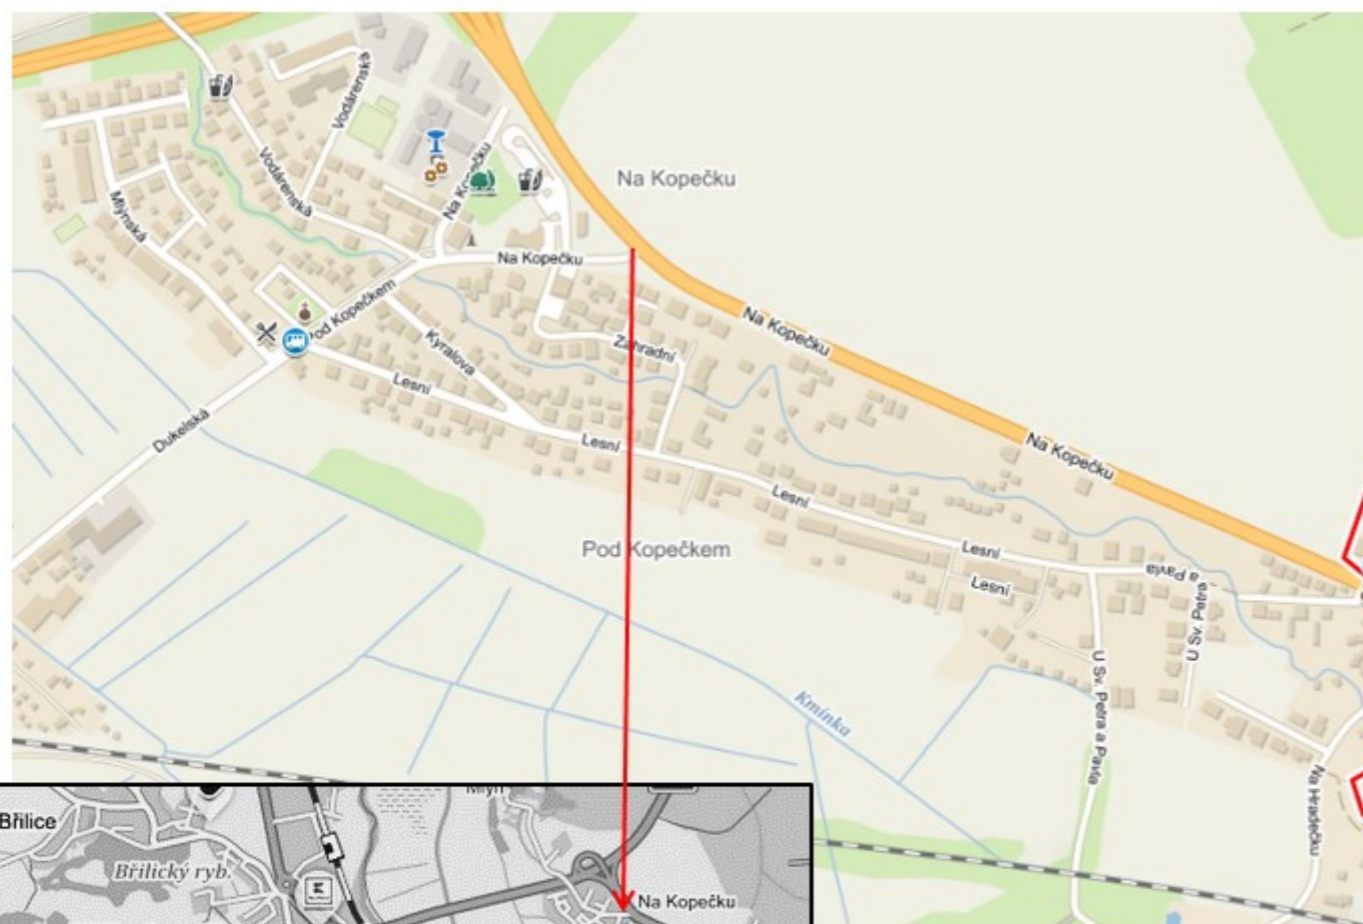 Vodárenská
Vodárenská
Na Kopečku
Na Kopečku
Mlýnská
Na Kopečku
Pod Kopečkem
Na Kopečku
Kyralova
Zahradní
Lesní
Dukelská
Lesní
Na Kopečku
Lesní
Pod Kopečkem
Lesní
Lesní
a Pavla
U Sv. Petra
U Sv. Petra a Pavla
Kmínka
Na Hradečku
Mlýn
Břilice
Břilický ryb.
Na Kopečku